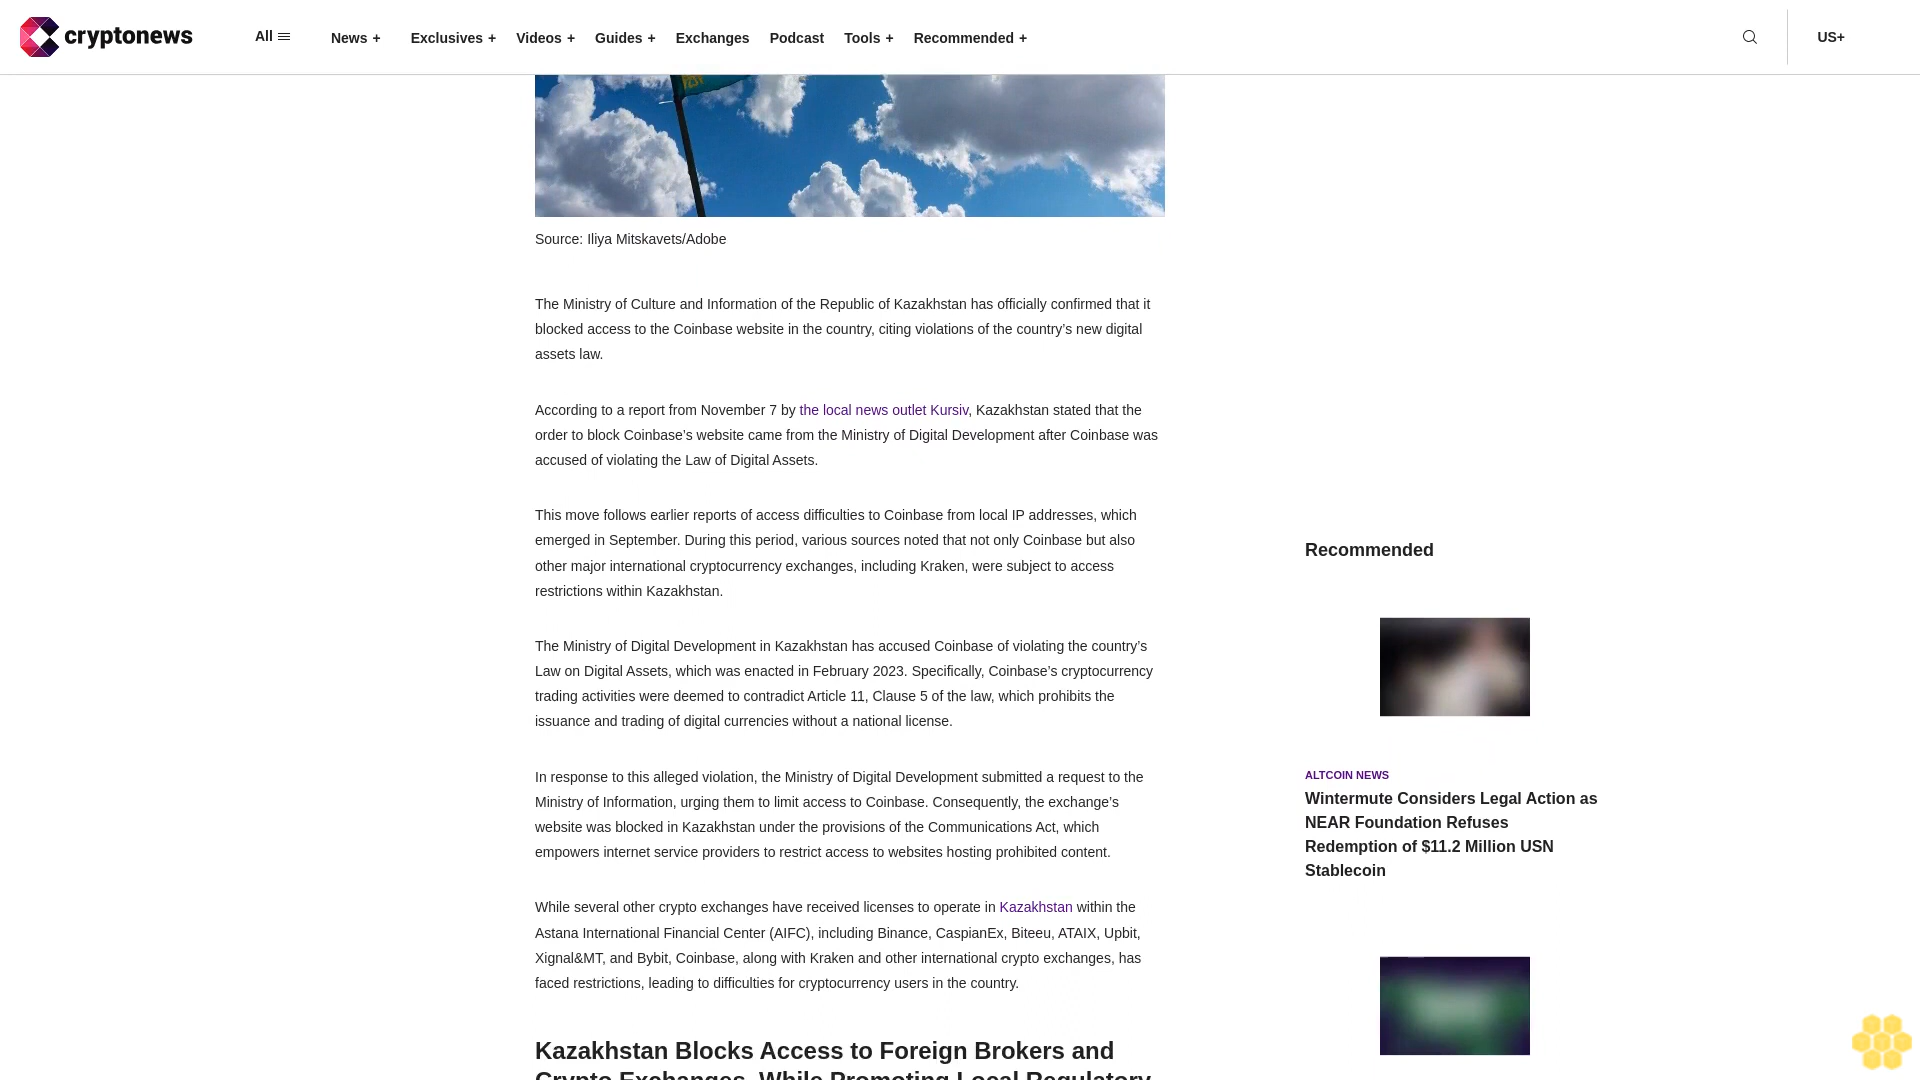 cryptonews
All
News +
Exclusives +
Videos +
Guides +
Exchanges
Podcast
Tools +
Recommended +
US+
Source: Iliya Mitskavets/Adobe
The Ministry of Culture and Information of the Republic of Kazakhstan has officially confirmed that it
blocked access to the Coinbase website in the country, citing violations of the country’s new digital
assets law.
According to a report from November 7 by the local news outlet Kursiv, Kazakhstan stated that the
order to block Coinbase’s website came from the Ministry of Digital Development after Coinbase was
accused of violating the Law of Digital Assets.
This move follows earlier reports of access difficulties to Coinbase from local IP addresses, which
emerged in September. During this period, various sources noted that not only Coinbase but also
other major international cryptocurrency exchanges, including Kraken, were subject to access
restrictions within Kazakhstan.
The Ministry of Digital Development in Kazakhstan has accused Coinbase of violating the country’s
Law on Digital Assets, which was enacted in February 2023. Specifically, Coinbase’s cryptocurrency
trading activities were deemed to contradict Article 11, Clause 5 of the law, which prohibits the
issuance and trading of digital currencies without a national license.
In response to this alleged violation, the Ministry of Digital Development submitted a request to the
Ministry of Information, urging them to limit access to Coinbase. Consequently, the exchange’s
website was blocked in Kazakhstan under the provisions of the Communications Act, which
empowers internet service providers to restrict access to websites hosting prohibited content.
While several other crypto exchanges have received licenses to operate in Kazakhstan within the
Astana International Financial Center (AIFC), including Binance, CaspianEx, Biteeu, ATAIX, Upbit,
Xignal&MT, and Bybit, Coinbase, along with Kraken and other international crypto exchanges, has
faced restrictions, leading to difficulties for cryptocurrency users in the country.
Kazakhstan Blocks Access to Foreign Brokers and
Crypto Exchanges, While Promoting Local Regulatory
Recommended
ALTCOIN NEWS
Wintermute Considers Legal Action as
NEAR Foundation Refuses
Redemption of $11.2 Million USN
Stablecoin